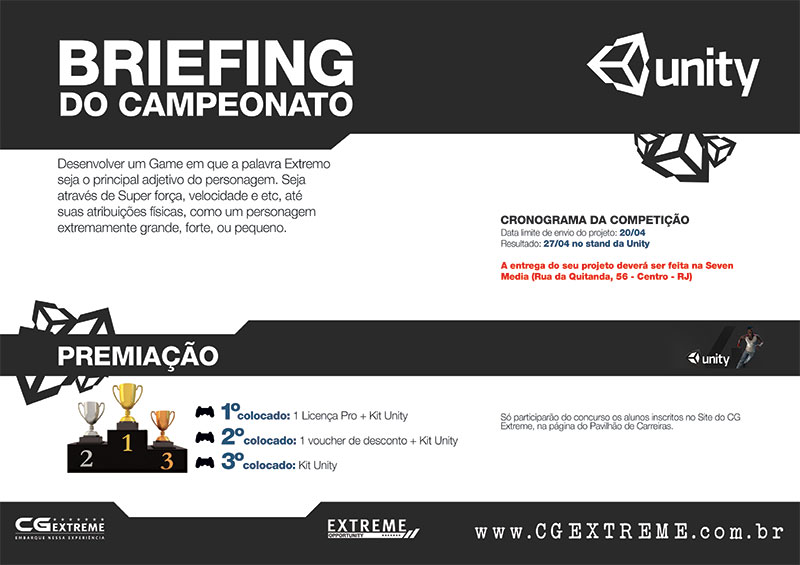 BRIEFING
DO CAMPEONATO
unity
Desenvolver um Game em que a palavra Extremo
seja o principal adjetivo do personagem. Seja
através de Super força, velocidade e etc, até
suas atribuições físicas, como um personagem
extremamente grande, forte, ou pequeno.
CRONOGRAMA DA COMPETIÇÃO
Data limite de envio do projeto: 20/04
Resultado: 27/04 no stand da Unity
A entrega do seu projeto deverá ser feita na Seven
Media (Rua da Quitanda, 56 - Centro - RJ)
PREMIAÇÃO
unity
2 1 3
1º colocado: 1 Licença Pro + Kit Unity
2º colocado: 1 voucher de desconto + Kit Unity
3º colocado: Kit Unity
Só participarão do concurso os alunos inscritos no Site do CG
Extreme, na página do Pavilhão de Carreiras.
CG EXTREME
EMBARQUE NESSA EXPERIÊNCIA
EXTREME
OPPORTUNITY
www.CGEXTREME.com.br